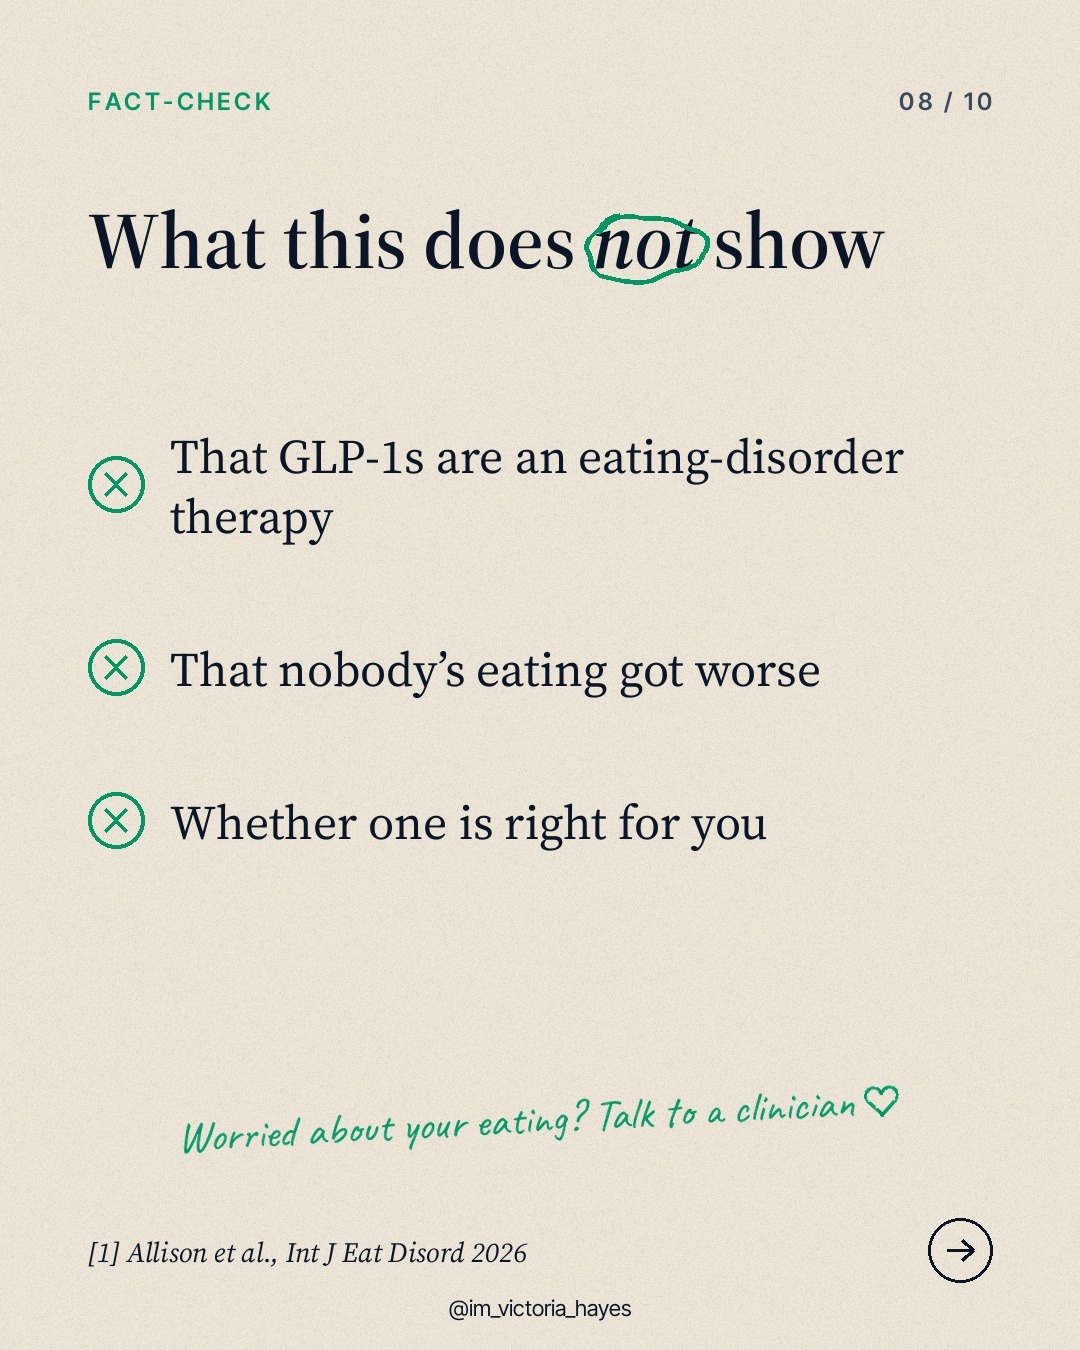 FACT-CHECK
08 / 10
What this does not show
That GLP-1s are an eating-disorder
therapy
That nobody’s eating got worse
Whether one is right for you
Worried about your eating? Talk to a clinician
[1] Allison et al., Int J Eat Disord 2026
@im_victoria_hayes